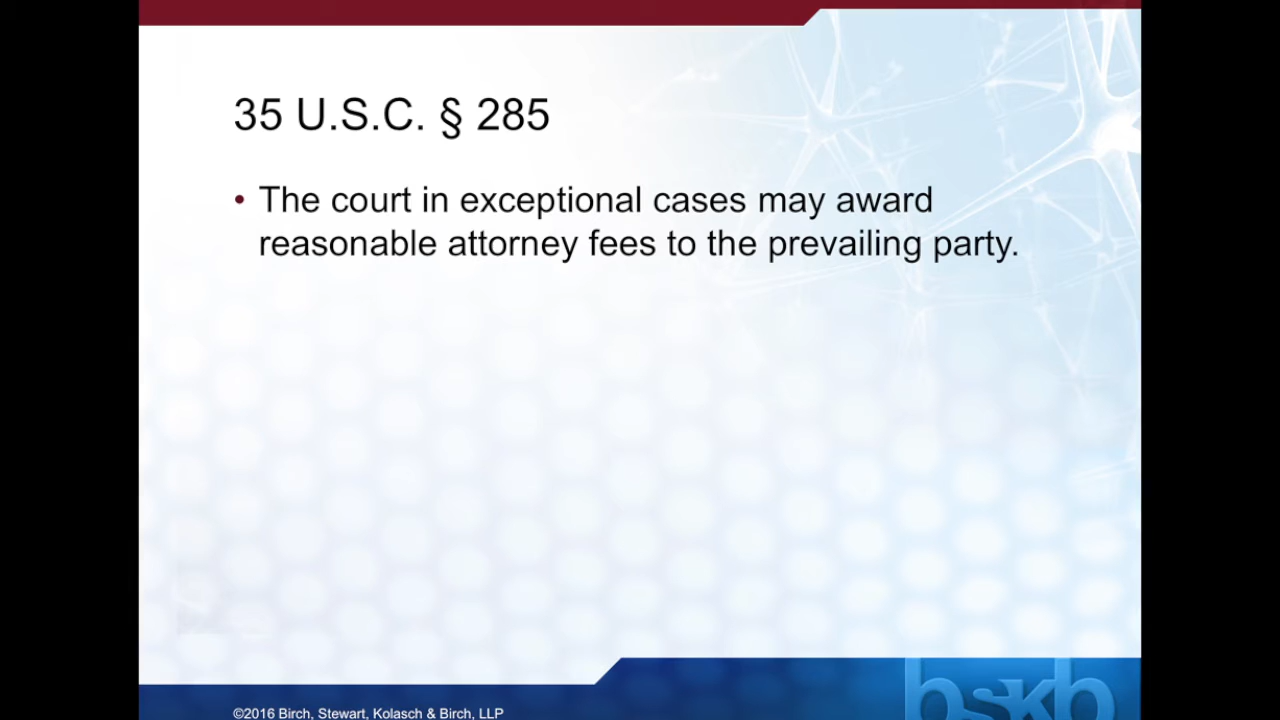 35 U.S.C. § 285
• The court in exceptional cases may award
reasonable attorney fees to the prevailing party.
©2016 Birch, Stewart, Kolasch & Birch, LLP
bskb